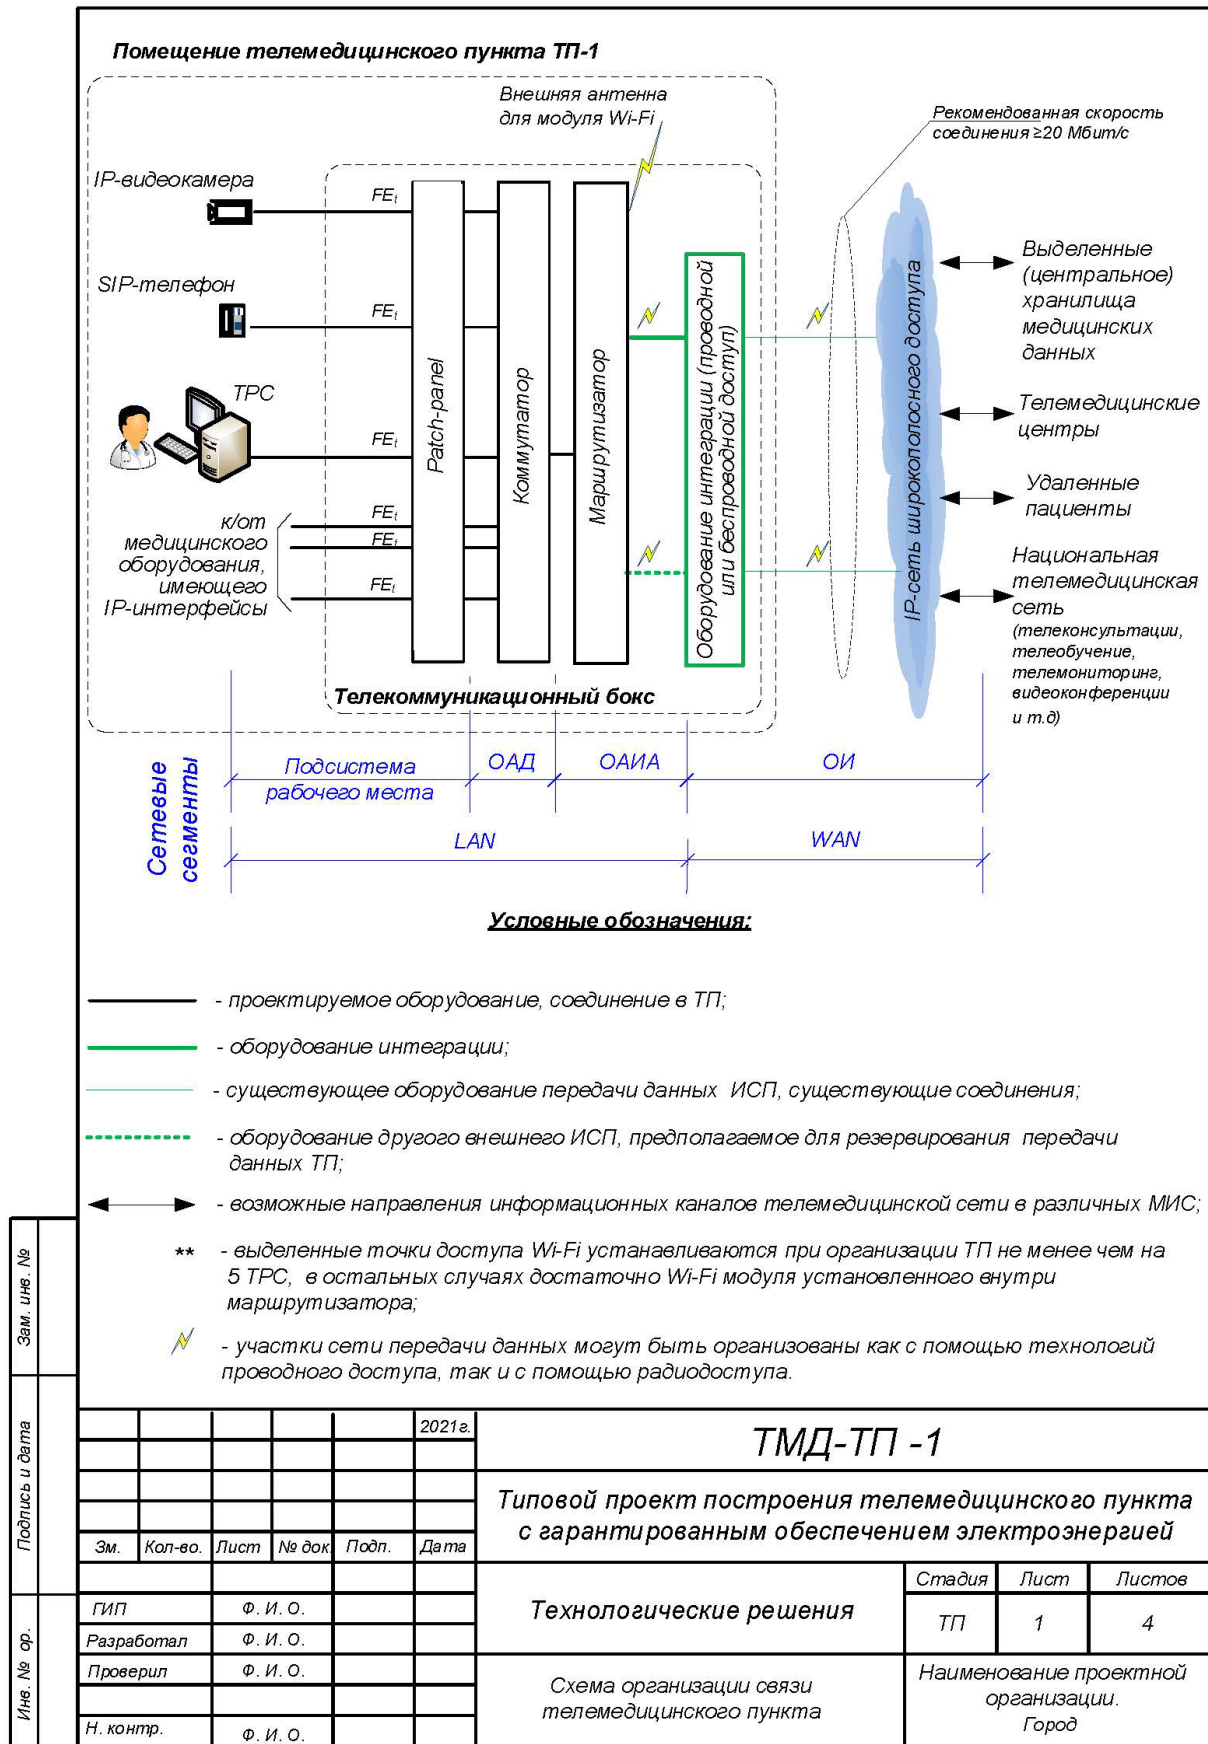 Помещение телемедицинского пункта ТП-1
Внешняя антенна
для модуля Wi-Fi
Рекомендованная скорость
соединения ≥20 Мбит/с
IP-видеокамера
FEt
SIP-телефон
FEt
TPC
FEt
к/от
медицинского
оборудования,
имеющего
IP-интерфейсы
FEt
FEt
FEt
Patch-panel
Коммутатор
Маршрутизатор
Оборудование интеграции (проводной
или беспроводной доступ)
IP-сеть широкополосного доступа
Выделенные
(центральное)
хранилища
медицинских
данных
Телемедицинские
центры
Удаленные
пациенты
Национальная
телемедицинская
сеть
(телеконсультации,
телеобучение,
телемониторинг,
видеоконференции
и т.д)
Телекоммуникационный бокс
Сетевые
сегменты
Подсистема
рабочего места
ОАД
ОАИА
ОИ
LAN
WAN
Условные обозначения:
- проектируемое оборудование, соединение в ТП;
- оборудование интеграции;
- существующее оборудование передачи данных ИСП, существующие соединения;
- оборудование другого внешнего ИСП, предполагаемое для резервирования передачи
данных ТП;
- возможные направления информационных каналов телемедицинской сети в различных МИС;
** - выделенные точки доступа Wi-Fi устанавливаются при организации ТП не менее чем на
5 ТРС, в остальных случаях достаточно Wi-Fi модуля установленного внутри
маршрутизатора;
- участки сети передачи данных могут быть организованы как с помощью технологий
проводного доступа, так и с помощью радиодоступа.
Зам. инв. №
Подпись и дата
Инв. № ор.
2021г.
Зм. Кол-во. Лист № док Подп. Дата
ГИП Ф. И. О.
Разработал Ф. И. О.
Проверил Ф. И. О.
Н. контр. Ф. И. О.
ТМД-ТП -1
Типовой проект построения телемедицинского пункта
с гарантированным обеспечением электроэнергией
Технологические решения
Стадия Лист Листов
ТП 1 4
Схема организации связи
телемедицинского пункта
Наименование проектной
организации.
Город